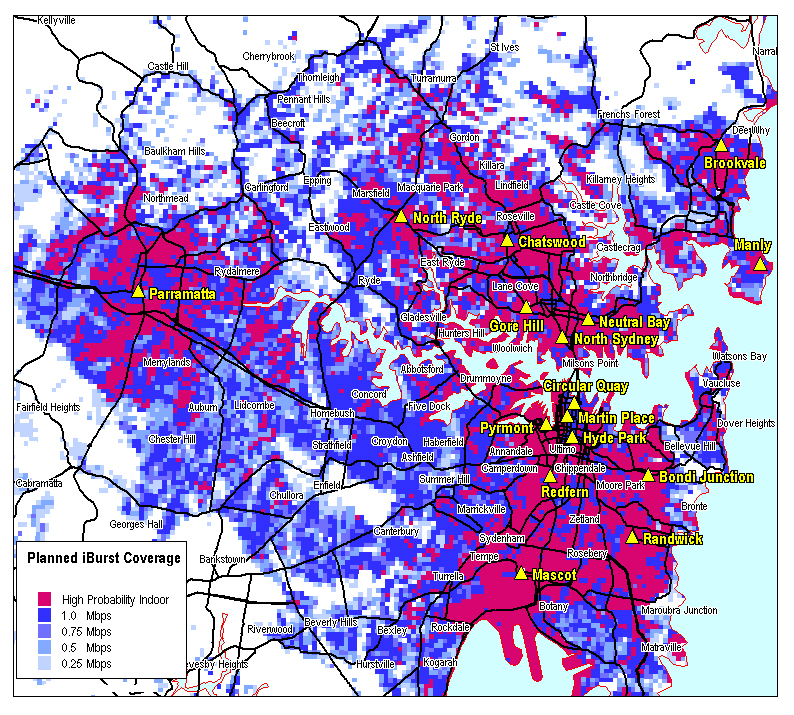 Kellyville
St Ives
Narral
Cherrybrook
Castle Hill
Thornleigh
Turramurra
Pennant Hills
Frenchs Forest
Beecroft
DeeWhy
Gordon
Baulkham Hills
Brookvale
Killara
Epping
Killarney Heights
Carlingford
Marsfield
Macquarie Park
Lindfield
Northmead
Castle Cove
North Ryde
Roseville
Eastwood
Chatswood
Manly
Castlecrag
East Ryde
Rydalmere
Northbridge
Ryde
Lane Cove
Parramatta
Gladesville
Gore Hill
Neutral Bay
Hunters Hill
North Sydney
Woolwich
Watsons Bay
Merrylands
Milsons Point
Abbotsford
Drummoyne
Vaucluse
Circular Quay
Concord
Fairfield Heights
Auburn
Lidcombe
Five Dock
Homebush
Martin Place
Dover Heights
Pyrmont
Chester Hill
Croydon
Haberfield
Hyde Park
Strathfield
Bellevue Hill
Annandale
Ultimo
Ashfield
Camperdown
Chippendale
Summer Hill
Bondi Junction
Cabramatta
Enfield
Moore Park
Redfern
Chullora
Bronte
Marrickville
Zetland
Georges Hall
Canterbury
Sydenham
Randwick
Tempe
Rosebery
Bankstown
Planned iBurst Coverage
Turrella
Mascot
High Probability Indoor
1.0 Mbps
0.75 Mbps
0.5 Mbps
0.25 Mbps
Botany
Maroubra Junction
Beverly Hills
Riverwood
Bexley
Rockdale
Matraville
evesby Heights
Hurstville
Kogarah